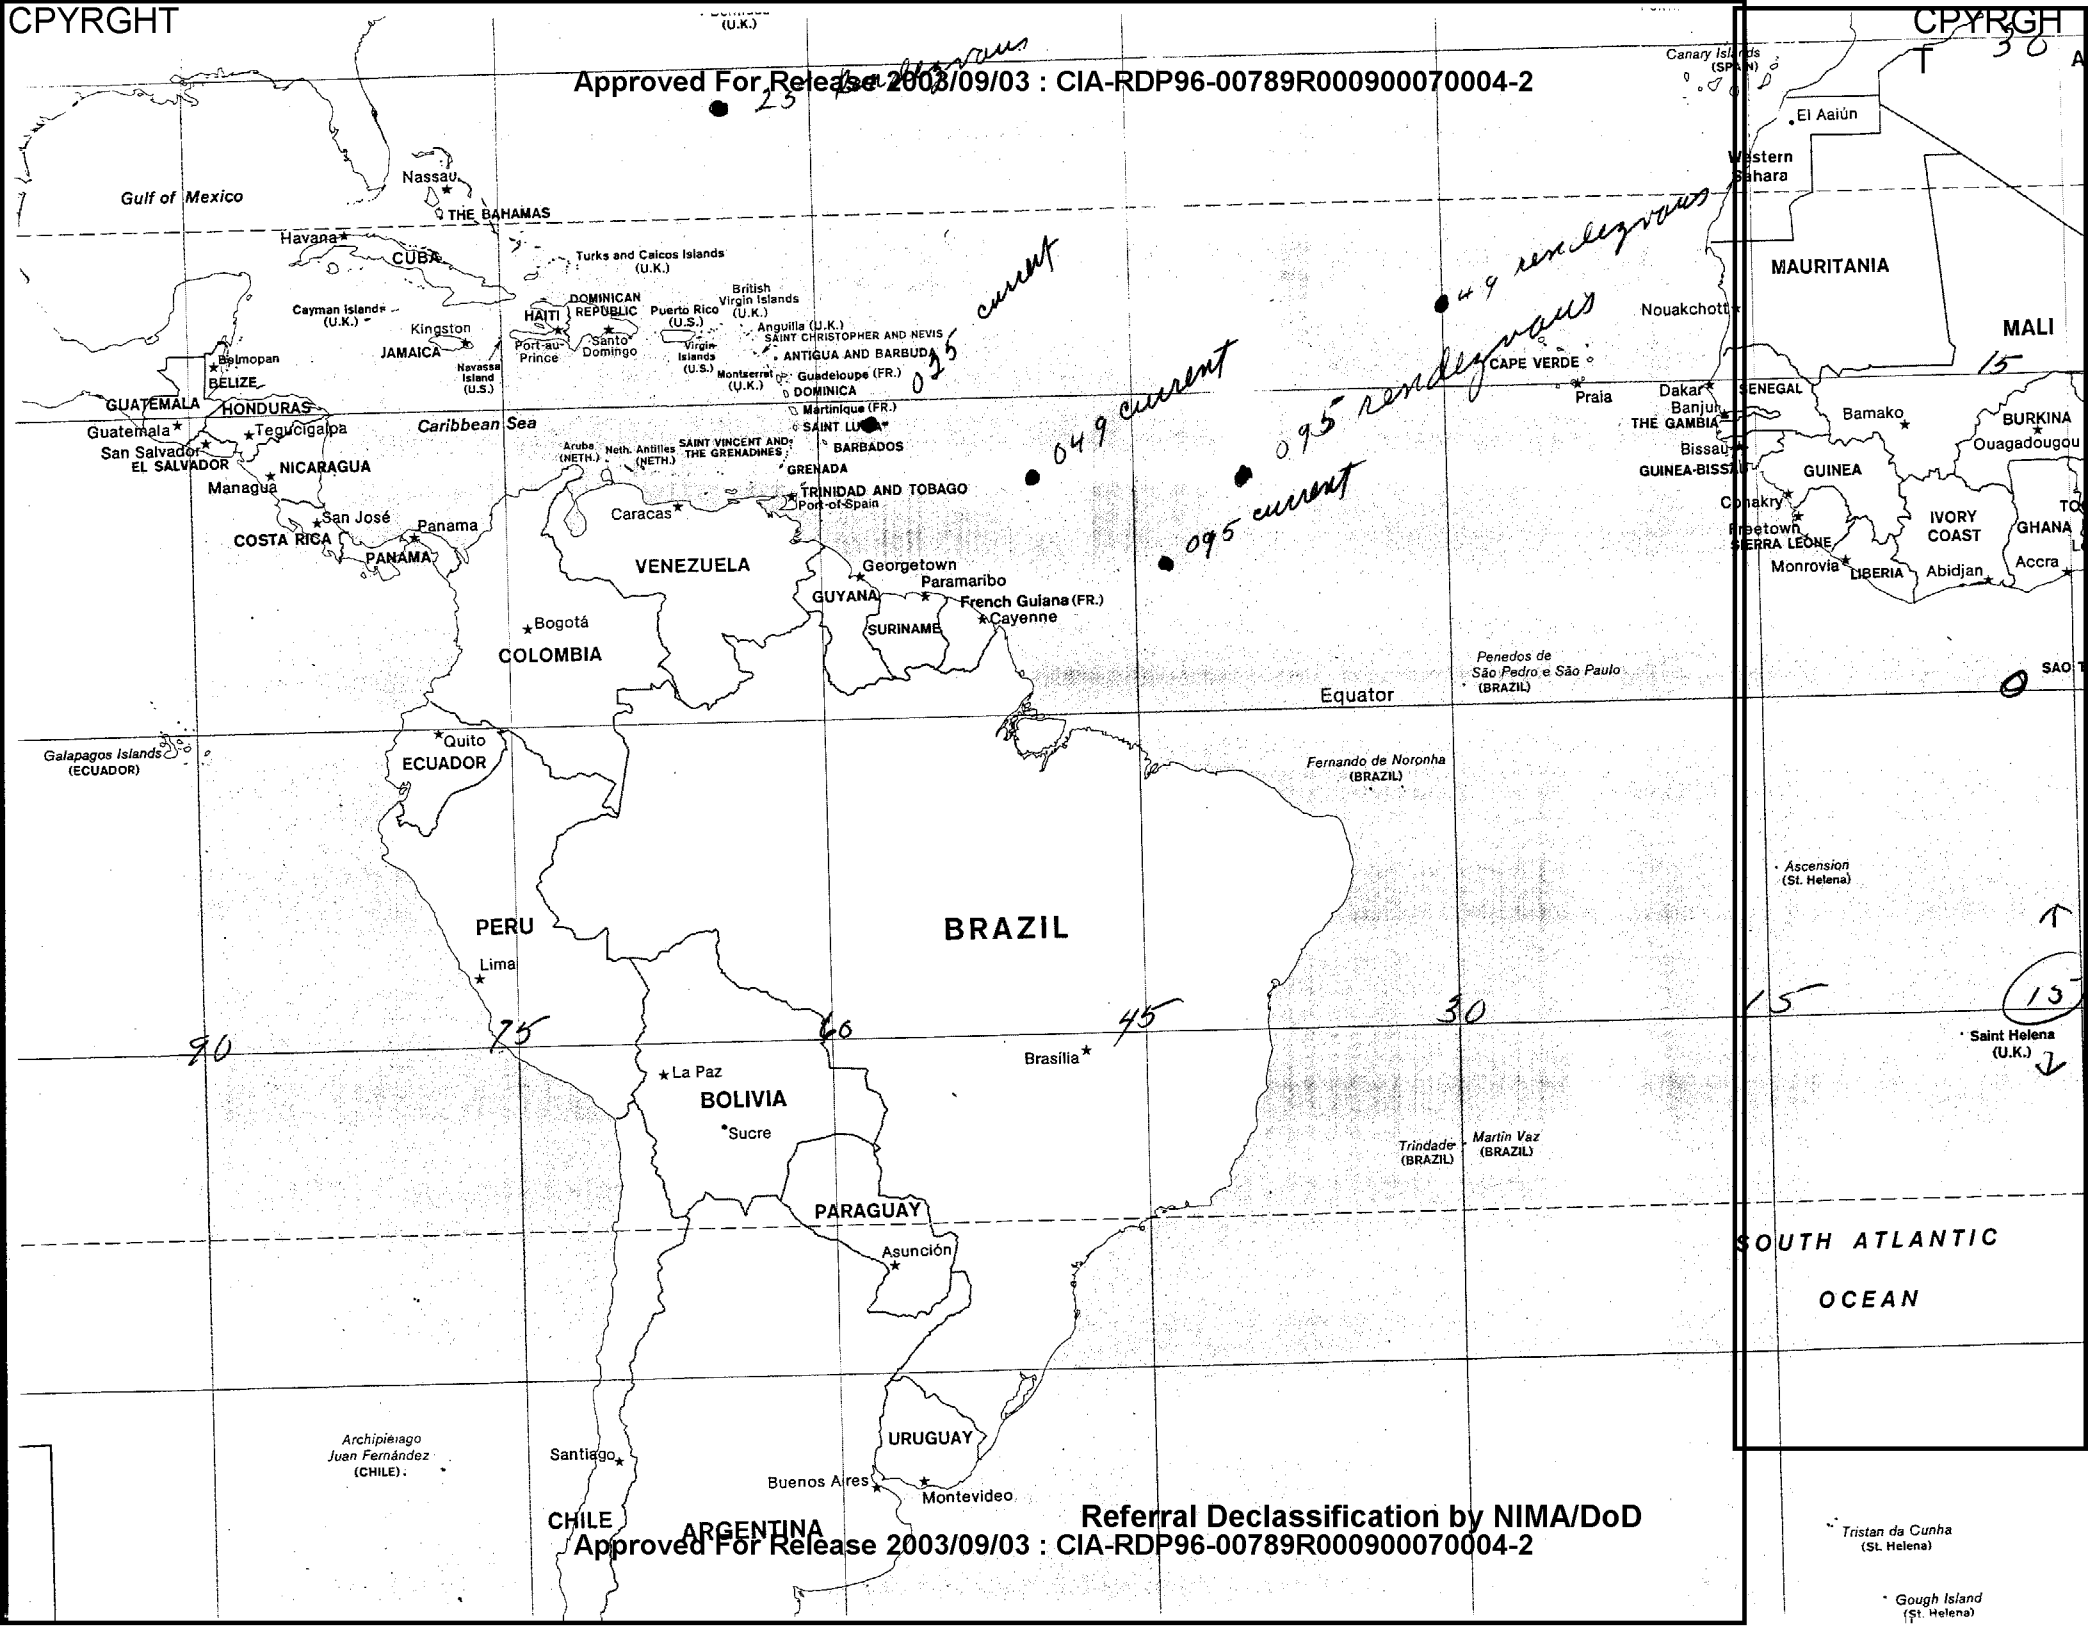 CPYRGHT
CPYRGH
T
30
(U.K.)
rendezvous
25
Approved For Release 2003/09/03 : CIA-RDP96-00789R000900070004-2
Canary Islands
(SPAIN)
A
El Aaiún
Western
Sahara
Gulf of Mexico
Nassau
THE BAHAMAS
Havana
CUBA
Turks and Caicos Islands
(U.K.)
025 current
49 rendezvous
MAURITANIA
Cayman Islands
(U.K.)
HAITI
DOMINICAN
REPUBLIC
Puerto Rico
(U.S.)
British
Virgin Islands
(U.K.)
Anguilla (U.K.)
SAINT CHRISTOPHER AND NEVIS
Nouakchott
Kingston
JAMAICA
Port-au-
Prince
Santo
Domingo
Virgin
Islands
(U.S.)
ANTIGUA AND BARBUDA
MALI
Navassa
Island
(U.S.)
Montserrat
(U.K.)
Guadeloupe (FR.)
DOMINICA
Martinique (FR.)
SAINT LUCIA
BARBADOS
Belmopan
BELIZE
GUATEMALA
HONDURAS
Guatemala
Tegucigalpa
San Salvador
EL SALVADOR
NICARAGUA
Managua
Caribbean Sea
Aruba
(NETH.)
Neth. Antilles
(NETH.)
SAINT VINCENT AND
THE GRENADINES
GRENADA
TRINIDAD AND TOBAGO
Port-of-Spain
049 current
095 rendezvous
095 current
CAPE VERDE
Praia
15
Dakar
SENEGAL
Banjul
THE GAMBIA
Bissau
GUINEA-BISSAU
Bamako
BURKINA
Ouagadougou
GUINEA
Conakry
Freetown
SIERRA LEONE
Monrovia
LIBERIA
IVORY
COAST
Abidjan
TO
GHANA
Accra
San José
COSTA RICA
Panama
PANAMA
Caracas
VENEZUELA
Georgetown
GUYANA
Paramaribo
SURINAME
French Guiana (FR.)
Cayenne
Bogotá
COLOMBIA
Penedos de
São Pedro e São Paulo
(BRAZIL)
Equator
0
SAO T
Galapagos Islands
(ECUADOR)
Quito
ECUADOR
Fernando de Noronha
(BRAZIL)
Ascension
(St. Helena)
PERU
Lima
BRAZIL
90
75
60
45
30
15
15
Saint Helena
(U.K.)
Brasília
La Paz
BOLIVIA
Sucre
Trindade
(BRAZIL)
Martin Vaz
(BRAZIL)
PARAGUAY
Asunción
SOUTH ATLANTIC
OCEAN
Archipiélago
Juan Fernández
(CHILE)
Santiago
URUGUAY
Buenos Aires
Montevideo
CHILE
ARGENTINA
Referral Declassification by NIMA/DoD
Approved For Release 2003/09/03 : CIA-RDP96-00789R000900070004-2
Tristan da Cunha
(St. Helena)
Gough Island
(St. Helena)